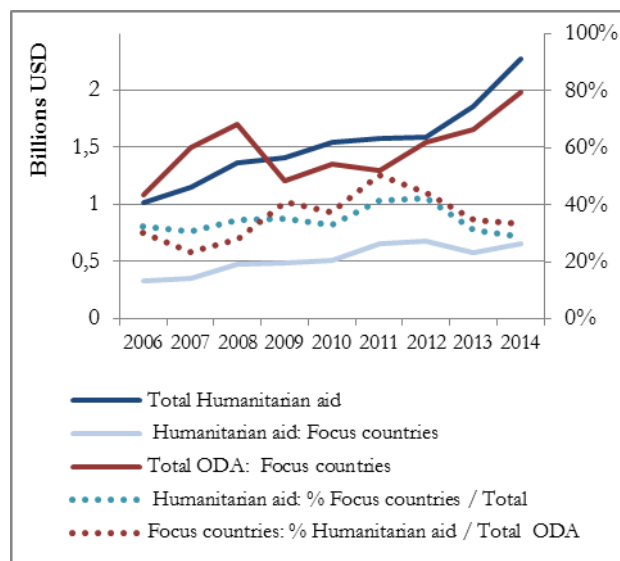 Billions USD
2
1,5
1
0,5
0
100%
80%
60%
40%
20%
0%
2006 2007 2008 2009 2010 2011 2012 2013 2014
Total Humanitarian aid
Humanitarian aid: Focus countries
Total ODA: Focus countries
Humanitarian aid: % Focus countries / Total
Focus countries: % Humanitarian aid / Total ODA